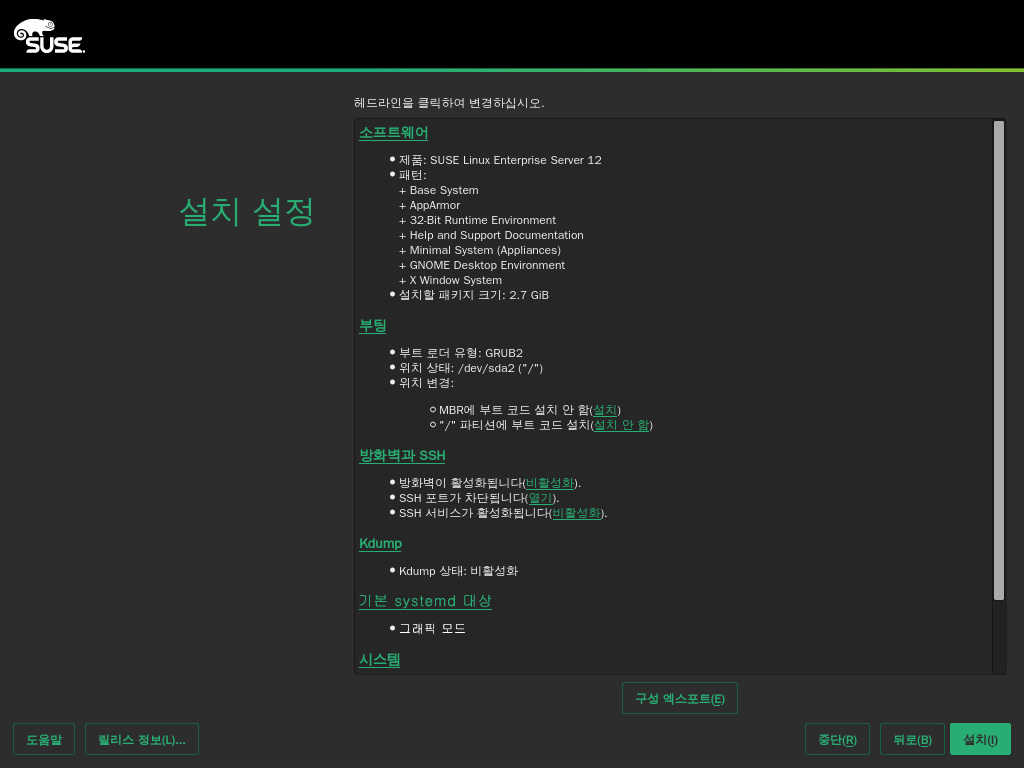 SUSE
헤드라인을 클릭하여 변경하십시오.
소프트웨어
제품: SUSE Linux Enterprise Server 12
패턴:
+ Base System
+ AppArmor
+ 32-Bit Runtime Environment
+ Help and Support Documentation
+ Minimal System (Appliances)
+ GNOME Desktop Environment
+ X Window System
설치할 패키지 크기: 2.7 GiB
설치 설정
부팅
부트 로더 유형: GRUB2
위치 상태: /dev/sda2 ("/")
위치 변경:
MBR에 부트 코드 설치 안 함(설치)
"/" 파티션에 부트 코드 설치(설치 안 함)
방화벽과 SSH
방화벽이 활성화됩니다(비활성화).
SSH 포트가 차단됩니다(열기).
SSH 서비스가 활성화됩니다(비활성화).
Kdump
Kdump 상태: 비활성화
기본 systemd 대상
그래픽 모드
시스템
구성 엑스포트(E)
도움말 릴리스 정보(L)... 중단(R) 뒤로(B) 설치(I)